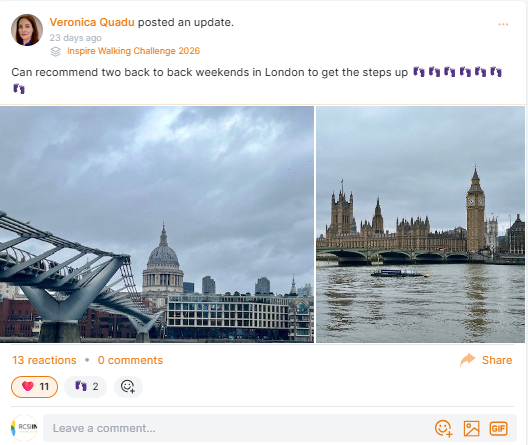 Veronica Quadu posted an update.
23 days ago
Inspire Walking Challenge 2026
Can recommend two back to back weekends in London to get the steps up 👣👣👣👣👣👣
👣
13 reactions • 0 comments
Share
❤️ 11 👣 2
RCSI
Leave a comment...
GIF